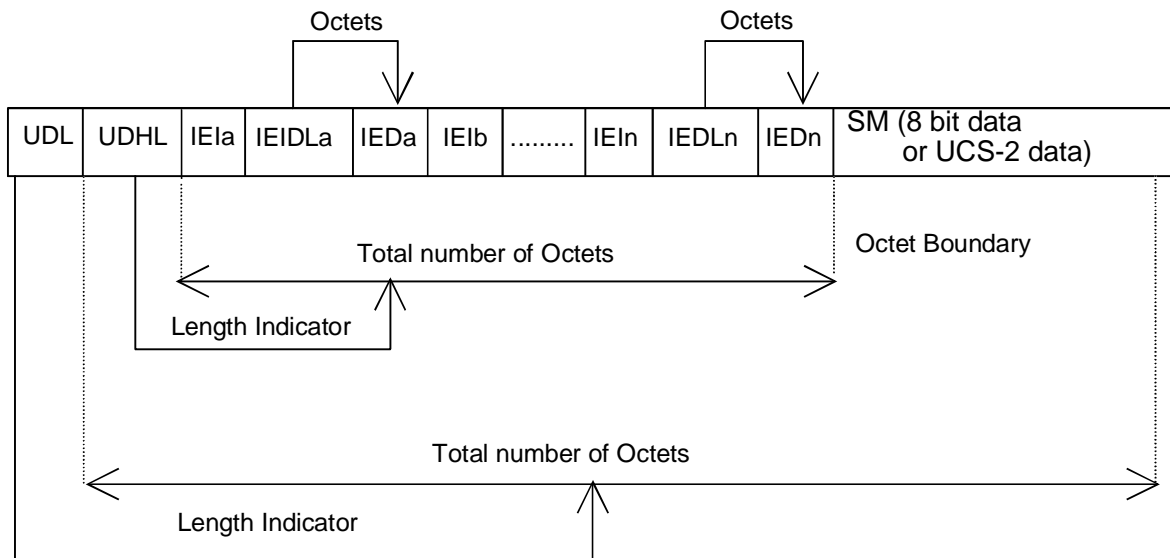 Octets
Octets
UDL UDHL IEIa IEIDLa IEDa IEIb ......... IEIn IEDLn IEDn SM (8 bit data
or UCS-2 data)
Total number of Octets
Octet Boundary
Length Indicator
Total number of Octets
Length Indicator